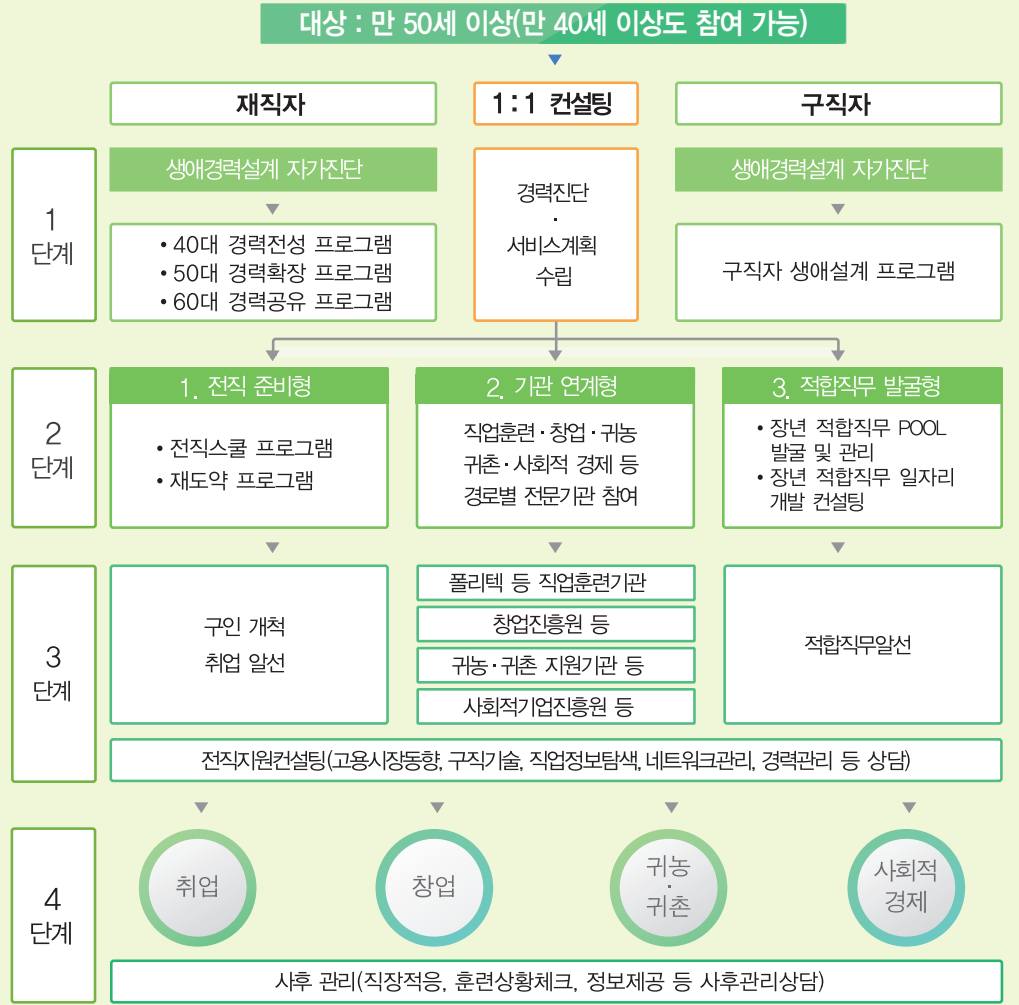 대상 : 만 50세 이상(만 40세 이상도 참여 가능)
재직자
1 : 1 컨설팅
구직자
1
단계
생애경력설계 자가진단
• 40대 경력전성 프로그램
• 50대 경력확장 프로그램
• 60대 경력공유 프로그램
경력진단
·
서비스계획
수립
생애경력설계 자가진단
구직자 생애설계 프로그램
2
단계
1. 전직 준비형
• 전직스쿨 프로그램
• 재도약 프로그램
2. 기관 연계형
직업훈련·창업·귀농
귀촌·사회적 경제 등
경로별 전문기관 참여
3. 적합직무 발굴형
• 장년 적합직무 POOL
발굴 및 관리
• 장년 적합직무 일자리
개발 컨설팅
3
단계
구인 개척
취업 알선
폴리텍 등 직업훈련기관
창업진흥원 등
귀농·귀촌 지원기관 등
사회적기업진흥원 등
적합직무알선
전직지원컨설팅(고용시장동향, 구직기술, 직업정보탐색, 네트워크관리, 경력관리 등 상담)
4
단계
취업
창업
귀농
·
귀촌
사회적
경제
사후 관리(직장적응, 훈련상황체크, 정보제공 등 사후관리상담)